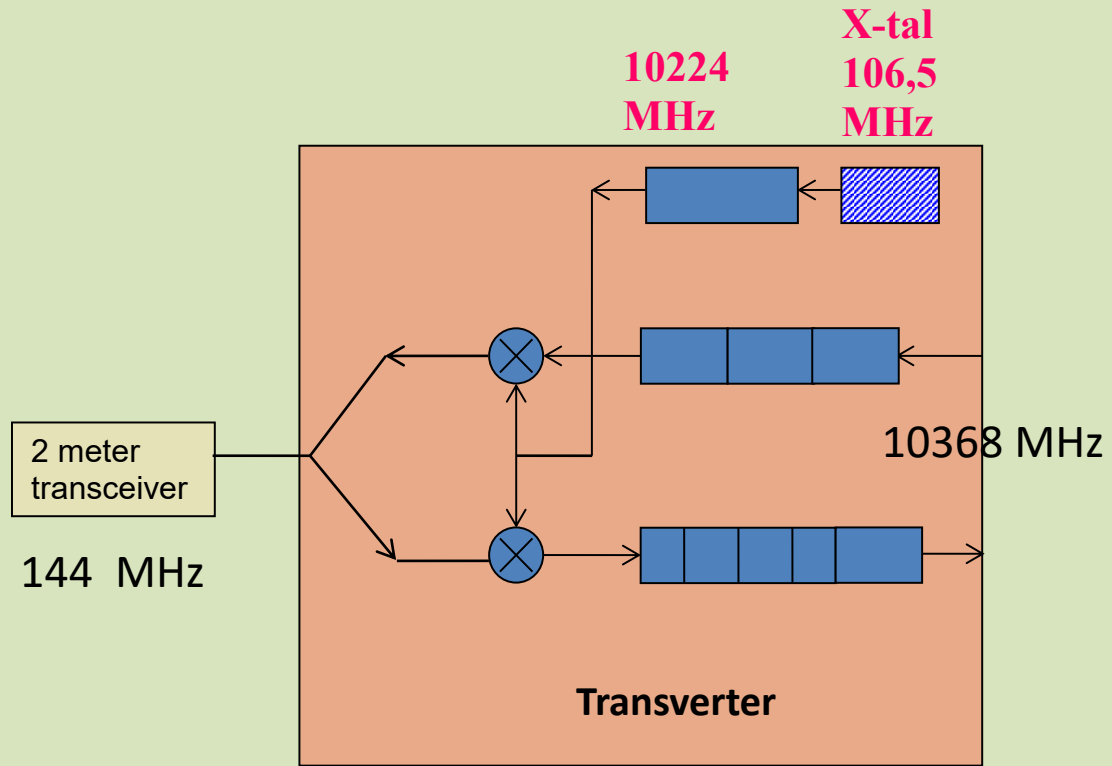 X-tal
106,5
MHz
10224
MHz
2 meter
transceiver
144 MHz
10368 MHz
Transverter